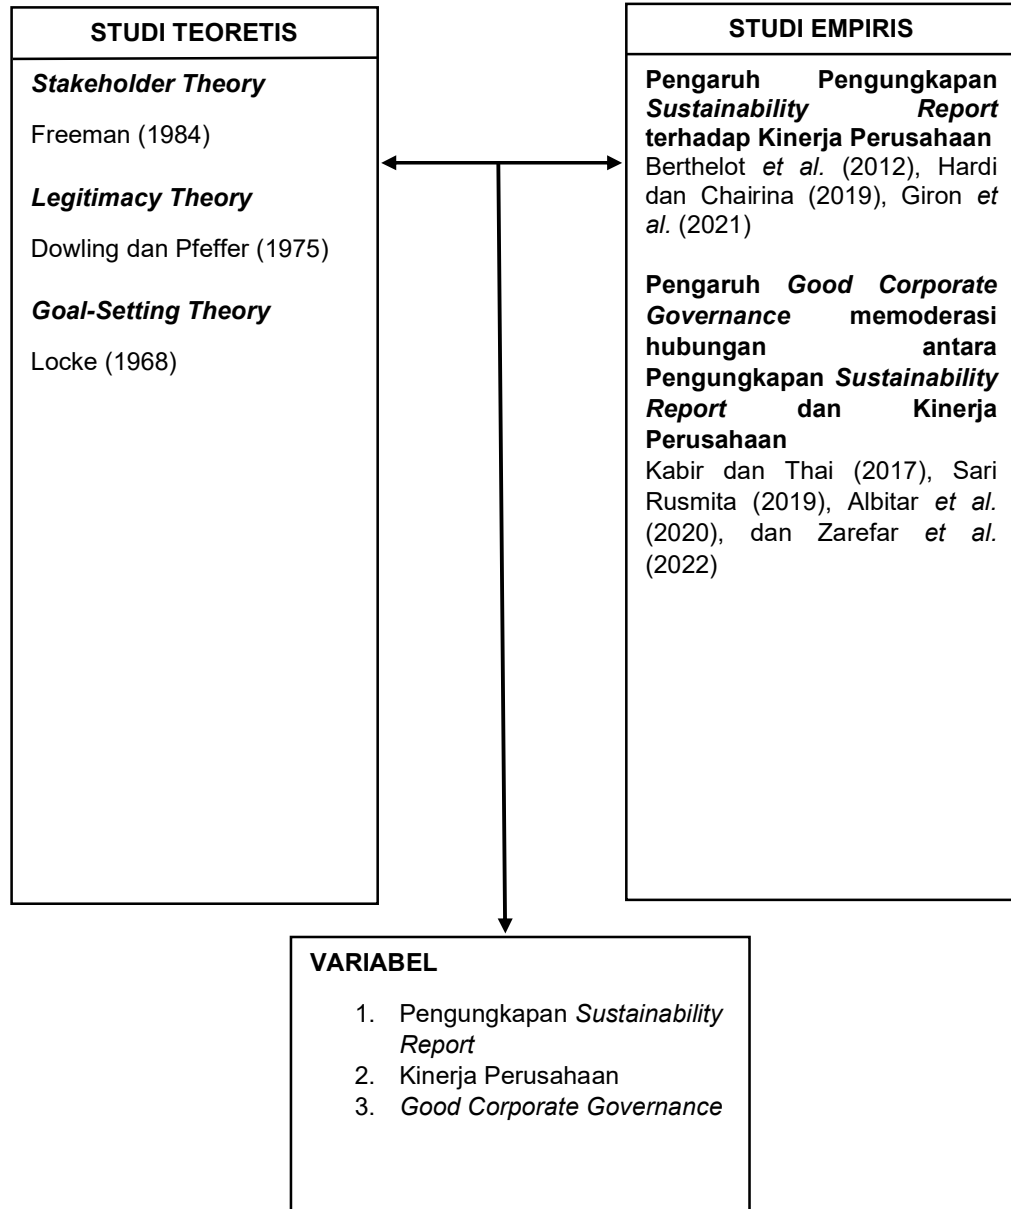 STUDI TEORETIS
Stakeholder Theory
Freeman (1984)
Legitimacy Theory
Dowling dan Pfeffer (1975)
Goal-Setting Theory
Locke (1968)
STUDI EMPIRIS
Pengaruh Pengungkapan
Sustainability Report
terhadap Kinerja Perusahaan
Berthelot et al. (2012), Hardi
dan Chairina (2019), Giron et
al. (2021)
Pengaruh Good Corporate
Governance memoderasi
hubungan antara
Pengungkapan Sustainability
Report dan Kinerja
Perusahaan
Kabir dan Thai (2017), Sari
Rusmita (2019), Albitar et al.
(2020), dan Zarefar et al.
(2022)
VARIABEL
1. Pengungkapan Sustainability
Report
2. Kinerja Perusahaan
3. Good Corporate Governance